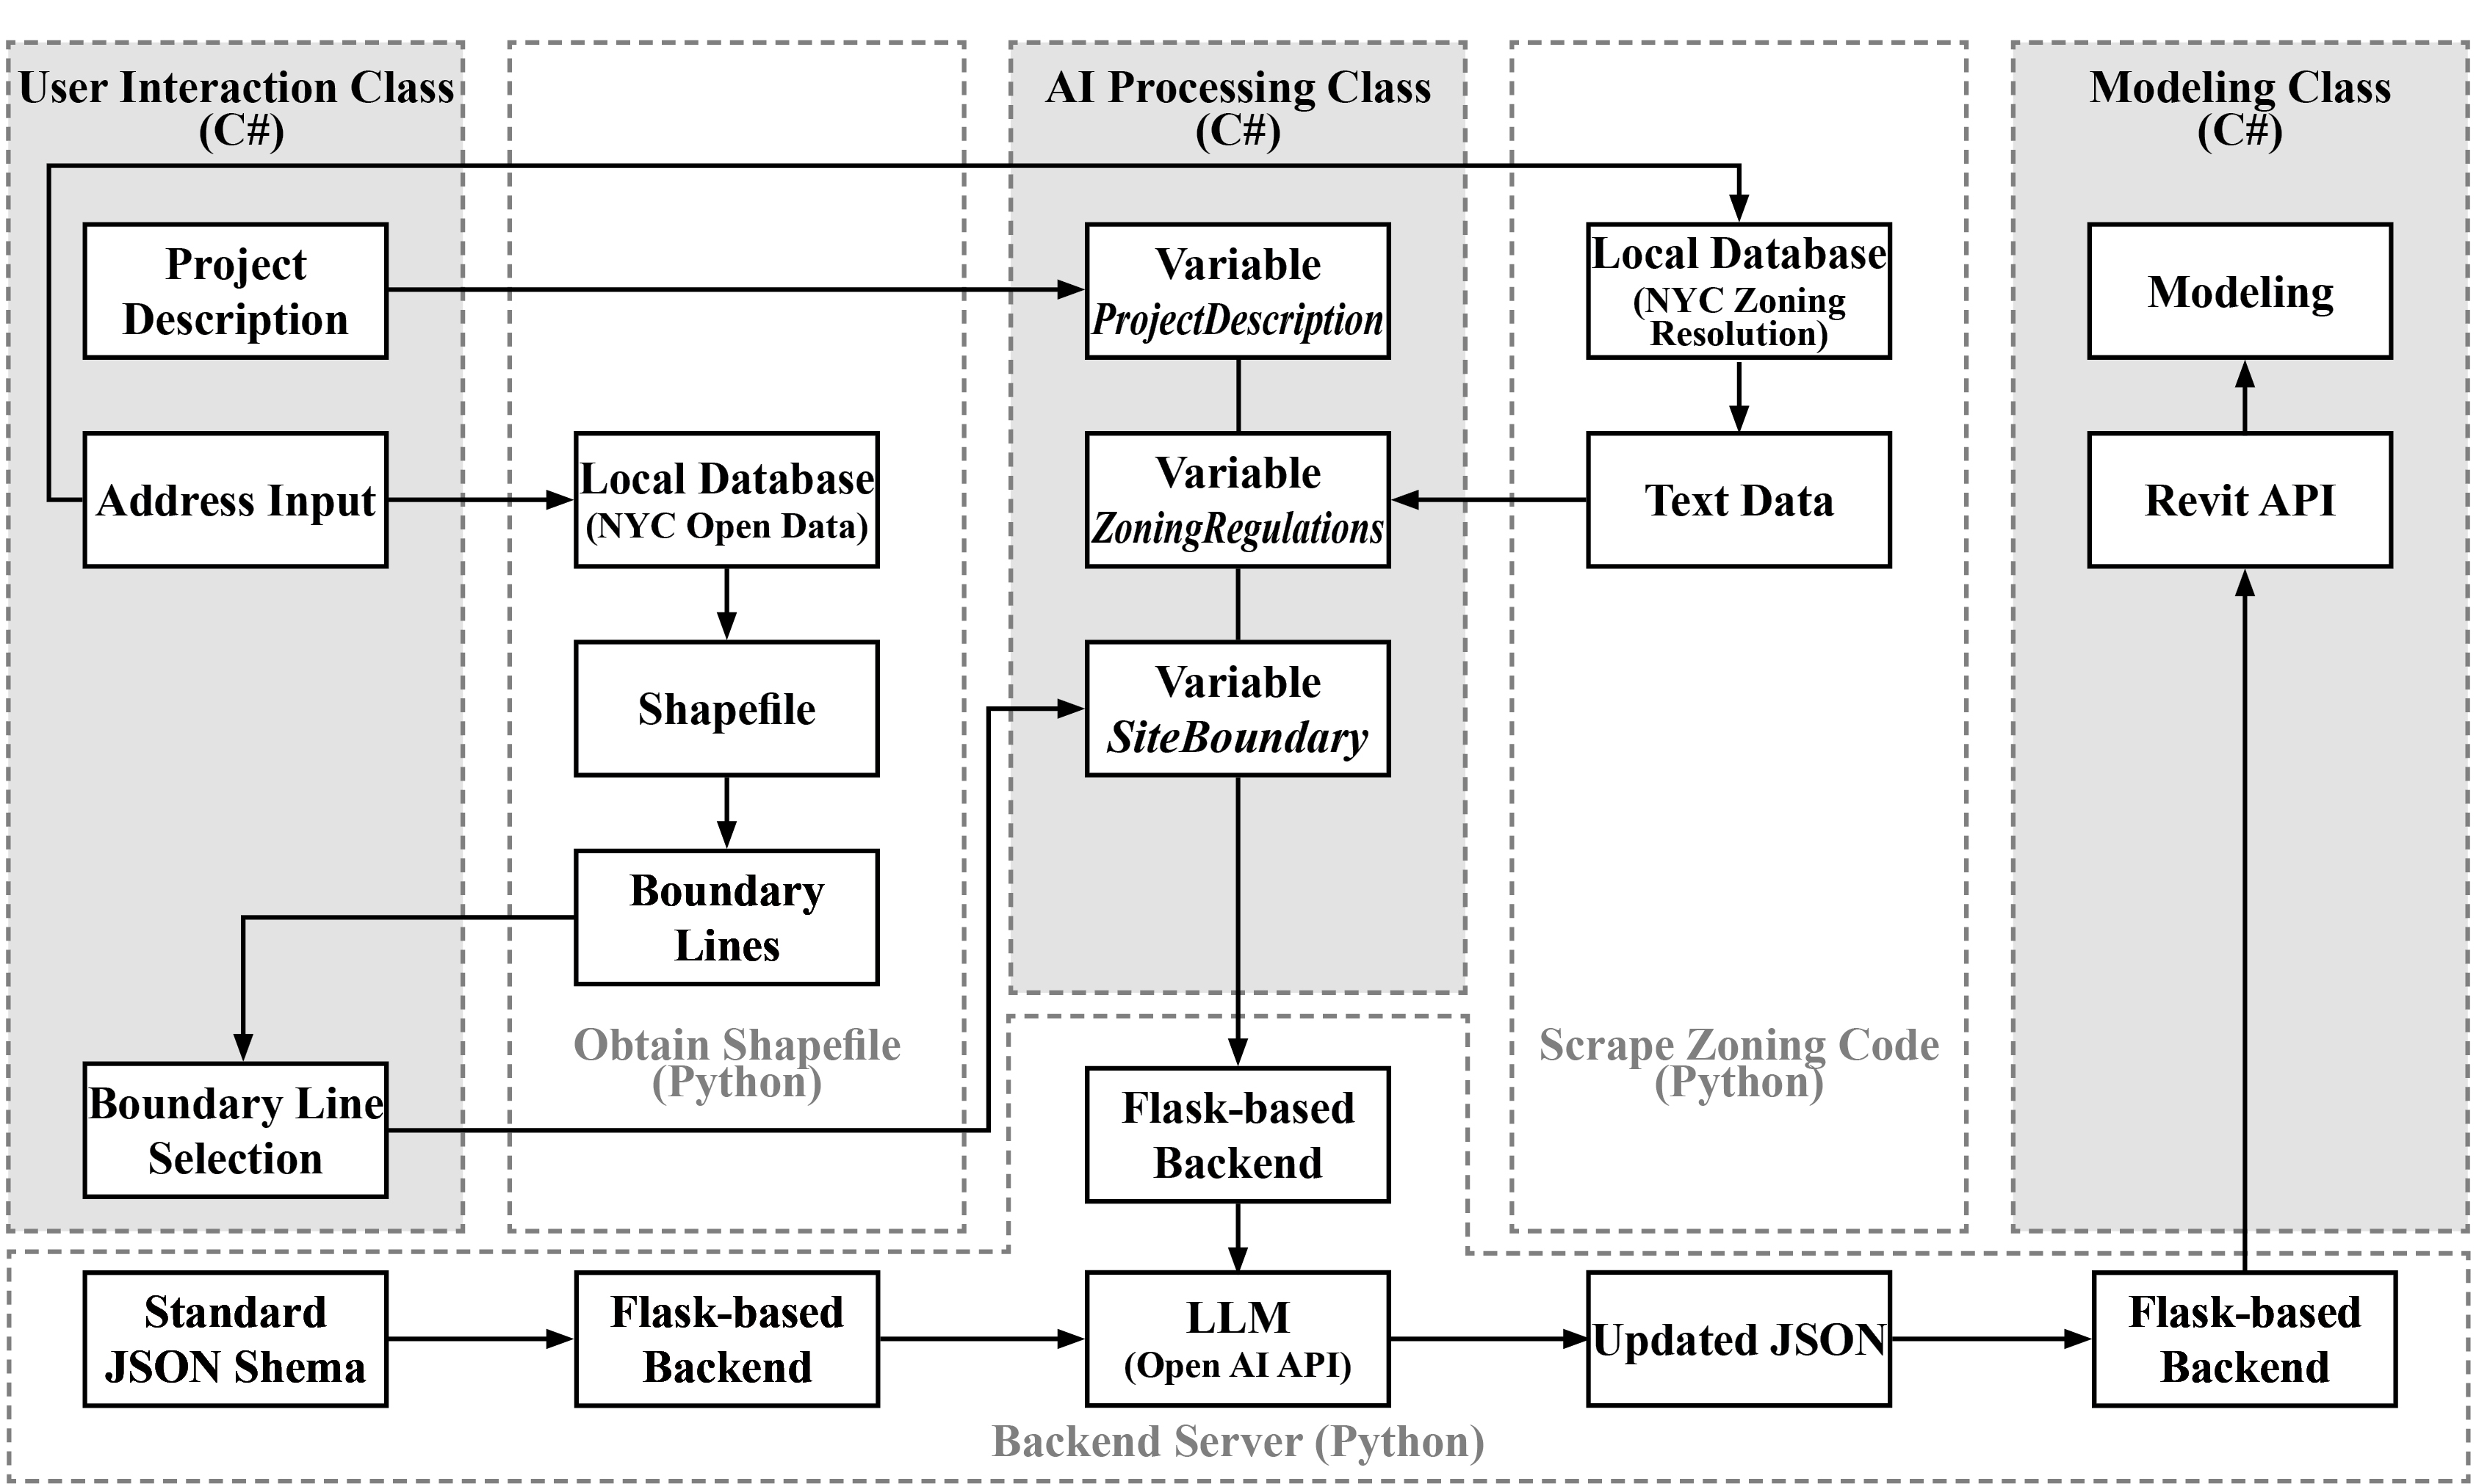 User Interaction Class
(C#)
Project
Description
Address Input
Boundary Line
Selection
Local Database
(NYC Open Data)
Shapefile
Boundary
Lines
Obtain Shapefile
(Python)
AI Processing Class
(C#)
Variable
ProjectDescription
Variable
ZoningRegulations
Variable
SiteBoundary
Local Database
(NYC Zoning
Resolution)
Text Data
Scrape Zoning Code
(Python)
Modeling Class
(C#)
Modeling
Revit API
Flask-based
Backend
Standard
JSON Shema
Flask-based
Backend
LLM
(Open AI API)
Updated JSON
Flask-based
Backend
Backend Server (Python)